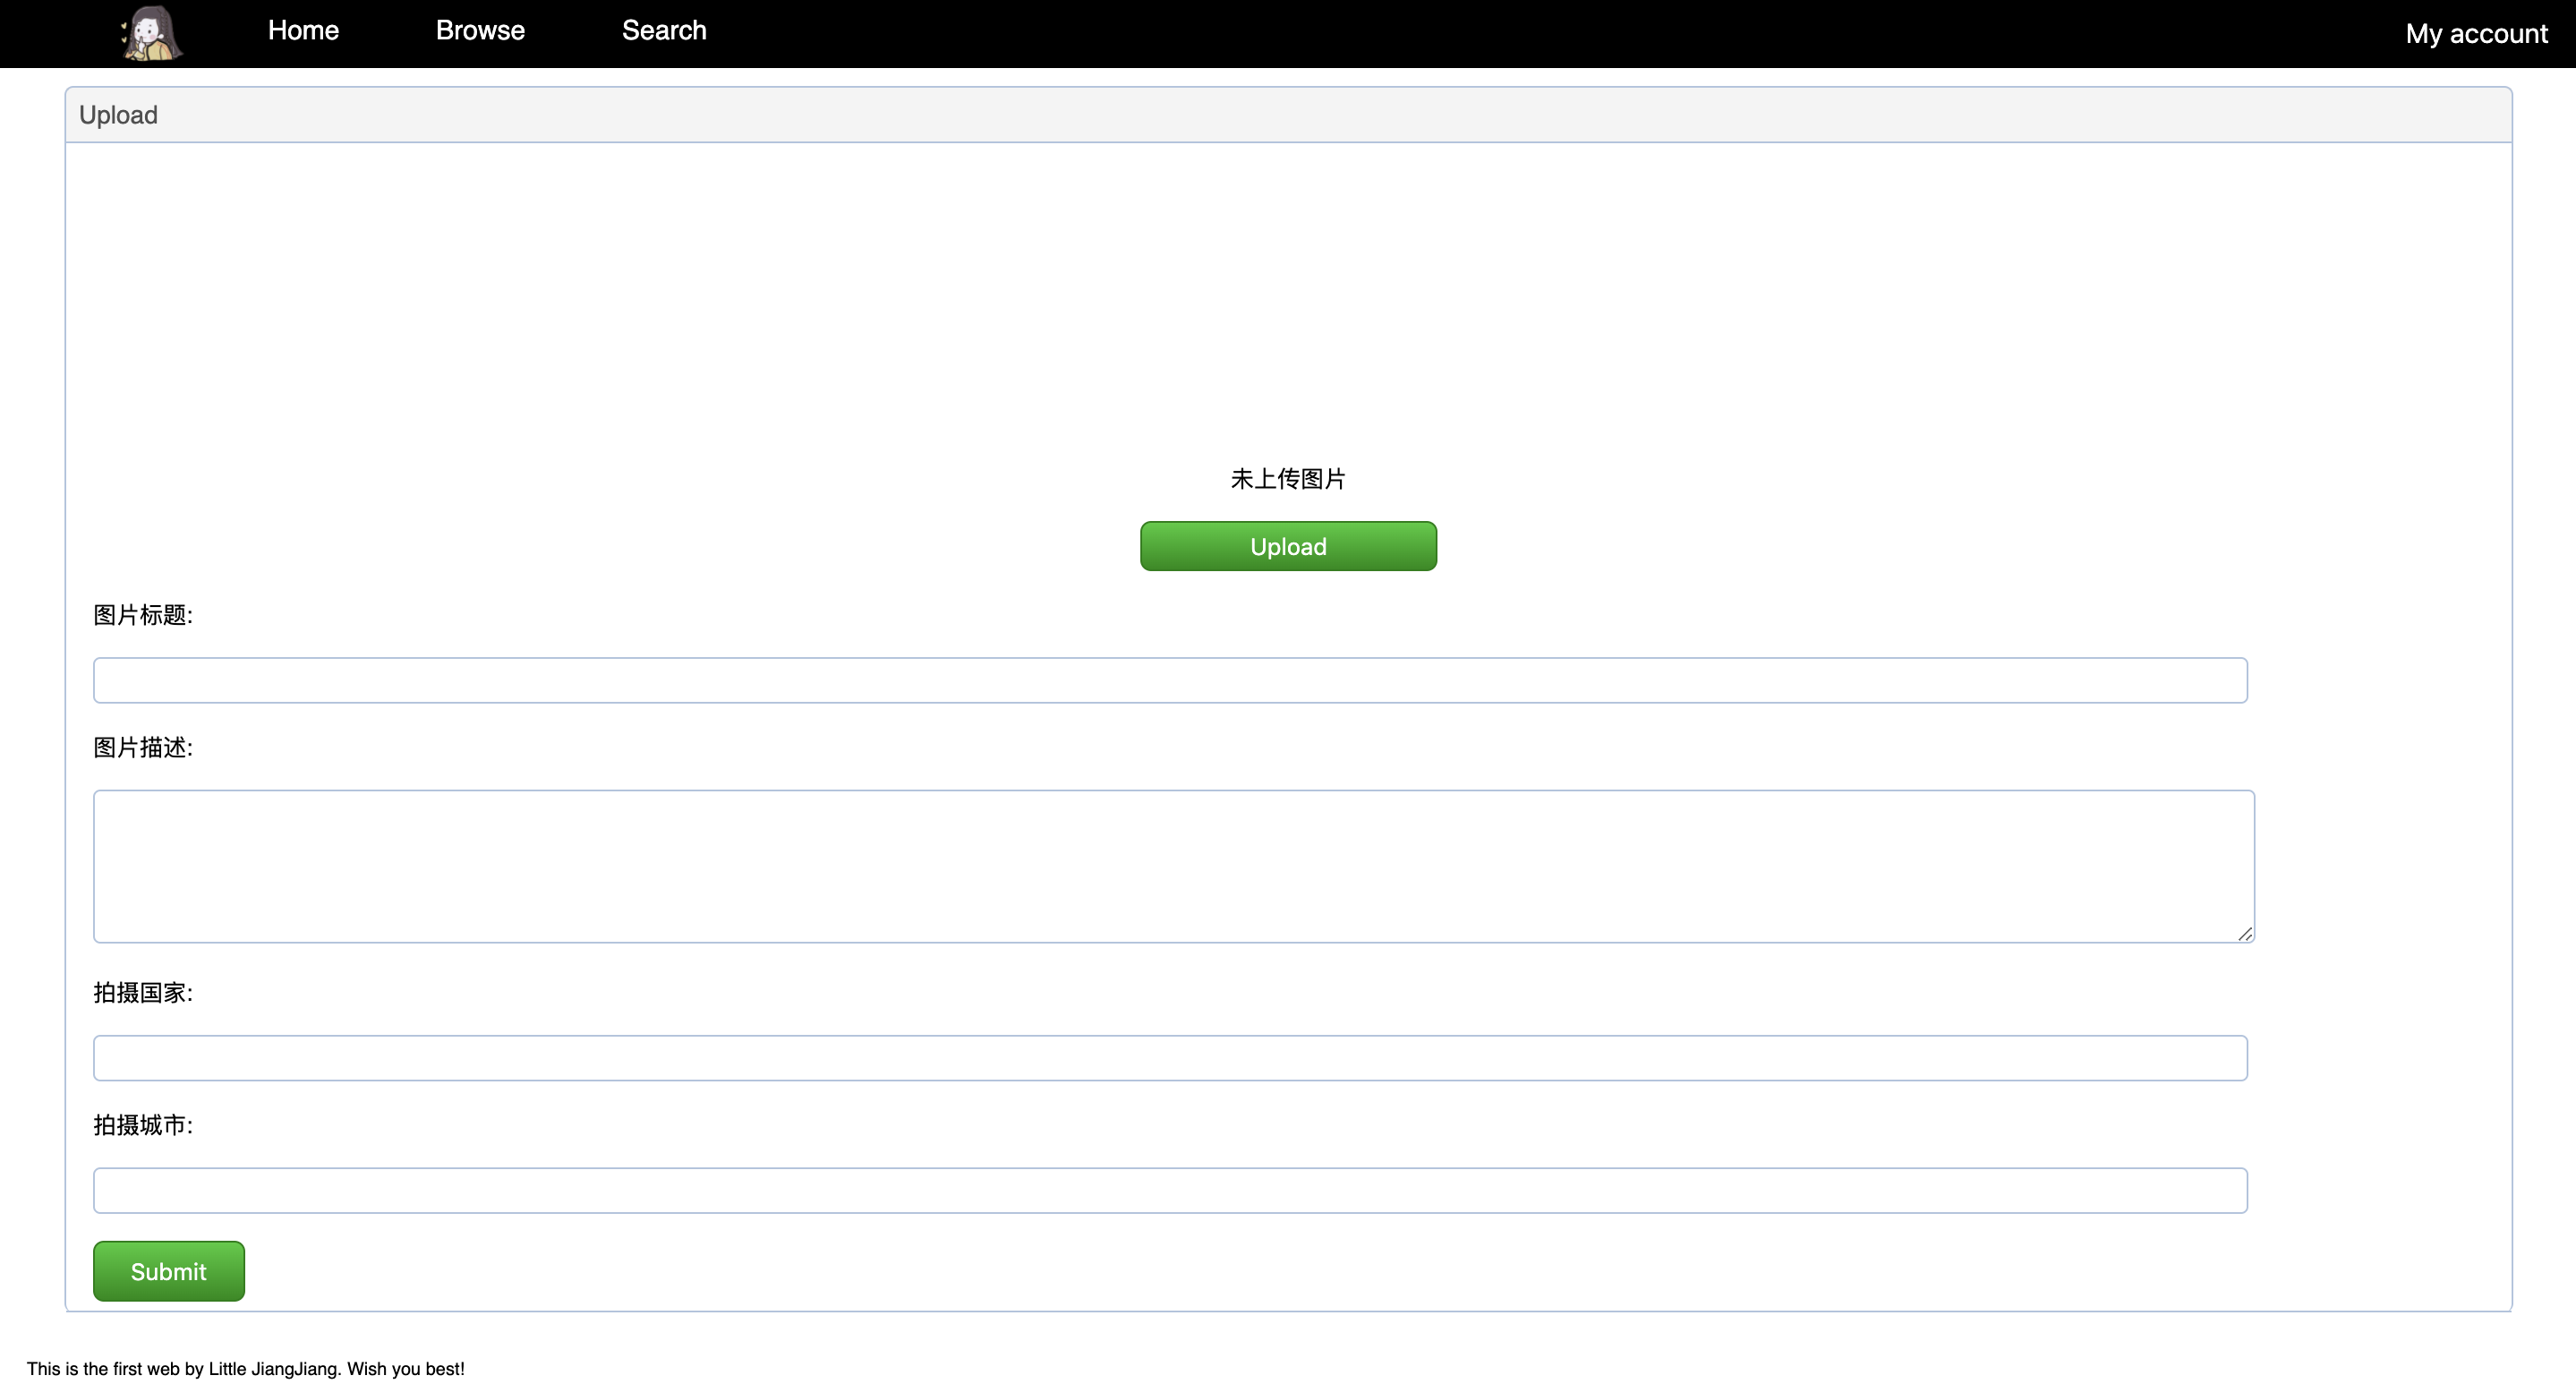 Home Browse Search My account
Upload
未上传图片
Upload
图片标题:
图片描述:
拍摄国家:
拍摄城市:
Submit
This is the first web by Little JiangJiang. Wish you best!